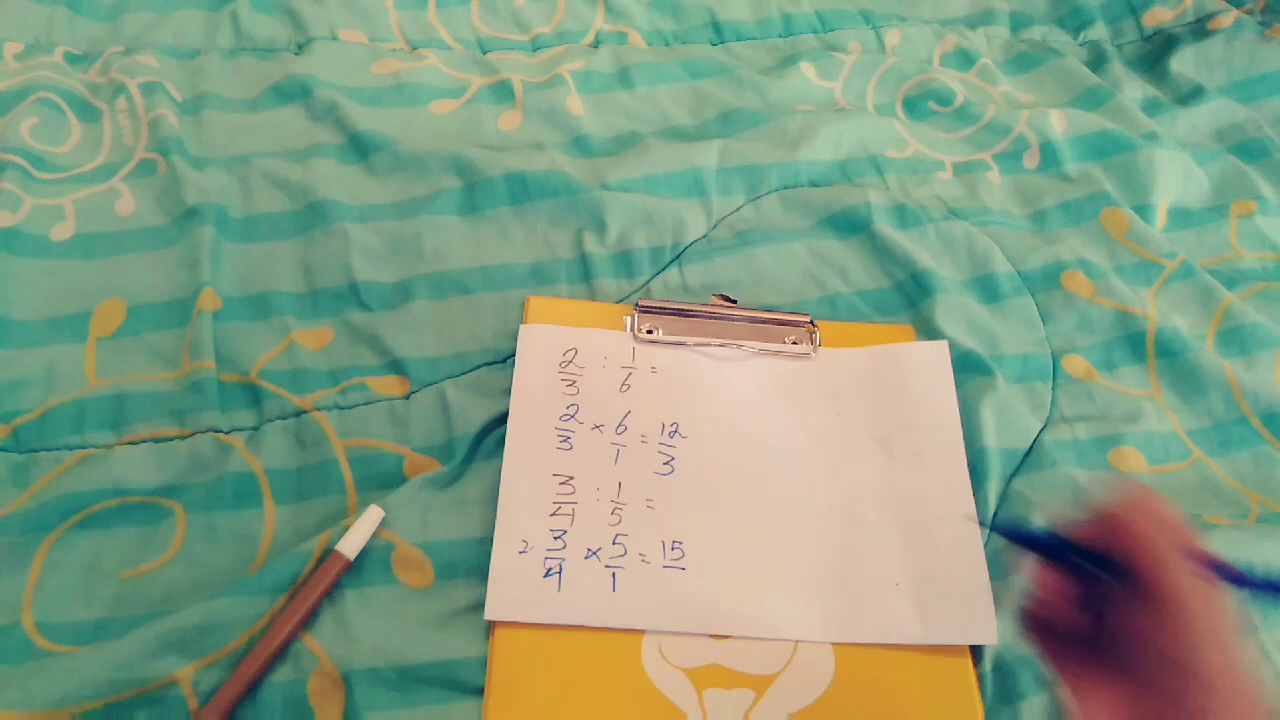 2/3 : 1/6 =
2/3 × 6/1 = 12/3
3/4 : 1/5 =
3/4 × 5/1 = 15/